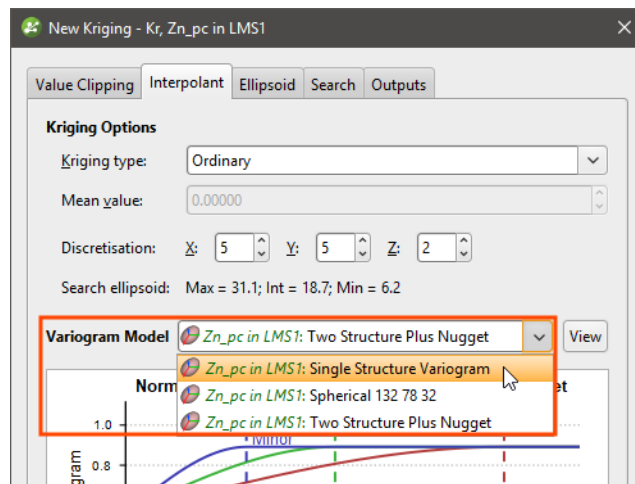 New Kriging - Kr, Zn_pc in LMS1
Value Clipping Interpolant Ellipsoid Search Outputs
Kriging Options
Kriging type: Ordinary
Mean value: 0.00000
Discretisation: X: 5 Y: 5 Z: 2
Search ellipsoid: Max = 31.1; Int = 18.7; Min = 6.2
Variogram Model Zn_pc in LMS1: Two Structure Plus Nugget View
Zn_pc in LMS1: Single Structure Variogram
Zn_pc in LMS1: Spherical 132 78 32
Zn_pc in LMS1: Two Structure Plus Nugget
1.0
Minor
0.8